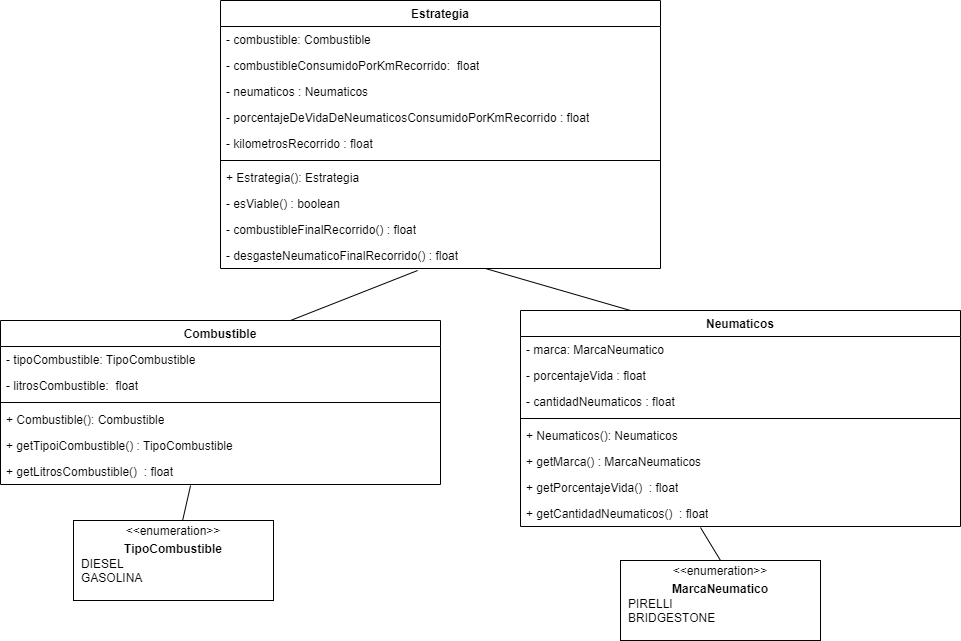 Estrategia
- combustible: Combustible
- combustibleConsumidoPorKmRecorrido:  float
- neumaticos : Neumaticos
- porcentajeDeVidaDeNeumaticosConsumidoPorKmRecorrido : float
- kilometrosRecorrido : float
+ Estrategia(): Estrategia
- esViable() : boolean
- combustibleFinalRecorrido() : float
- desgasteNeumaticoFinalRecorrido() : float
Combustible
- tipoCombustible: TipoCombustible
- litrosCombustible:  float
+ Combustible(): Combustible
+ getTipoiCombustible() : TipoCombustible
+ getLitrosCombustible()  : float
Neumaticos
- marca: MarcaNeumatico
- porcentajeVida : float
- cantidadNeumaticos : float
+ Neumaticos(): Neumaticos
+ getMarca() : MarcaNeumaticos
+ getPorcentajeVida()  : float
+ getCantidadNeumaticos()  : float
<<enumeration>>
TipoCombustible
DIESEL
GASOLINA
<<enumeration>>
MarcaNeumatico
PIRELLI
BRIDGESTONE